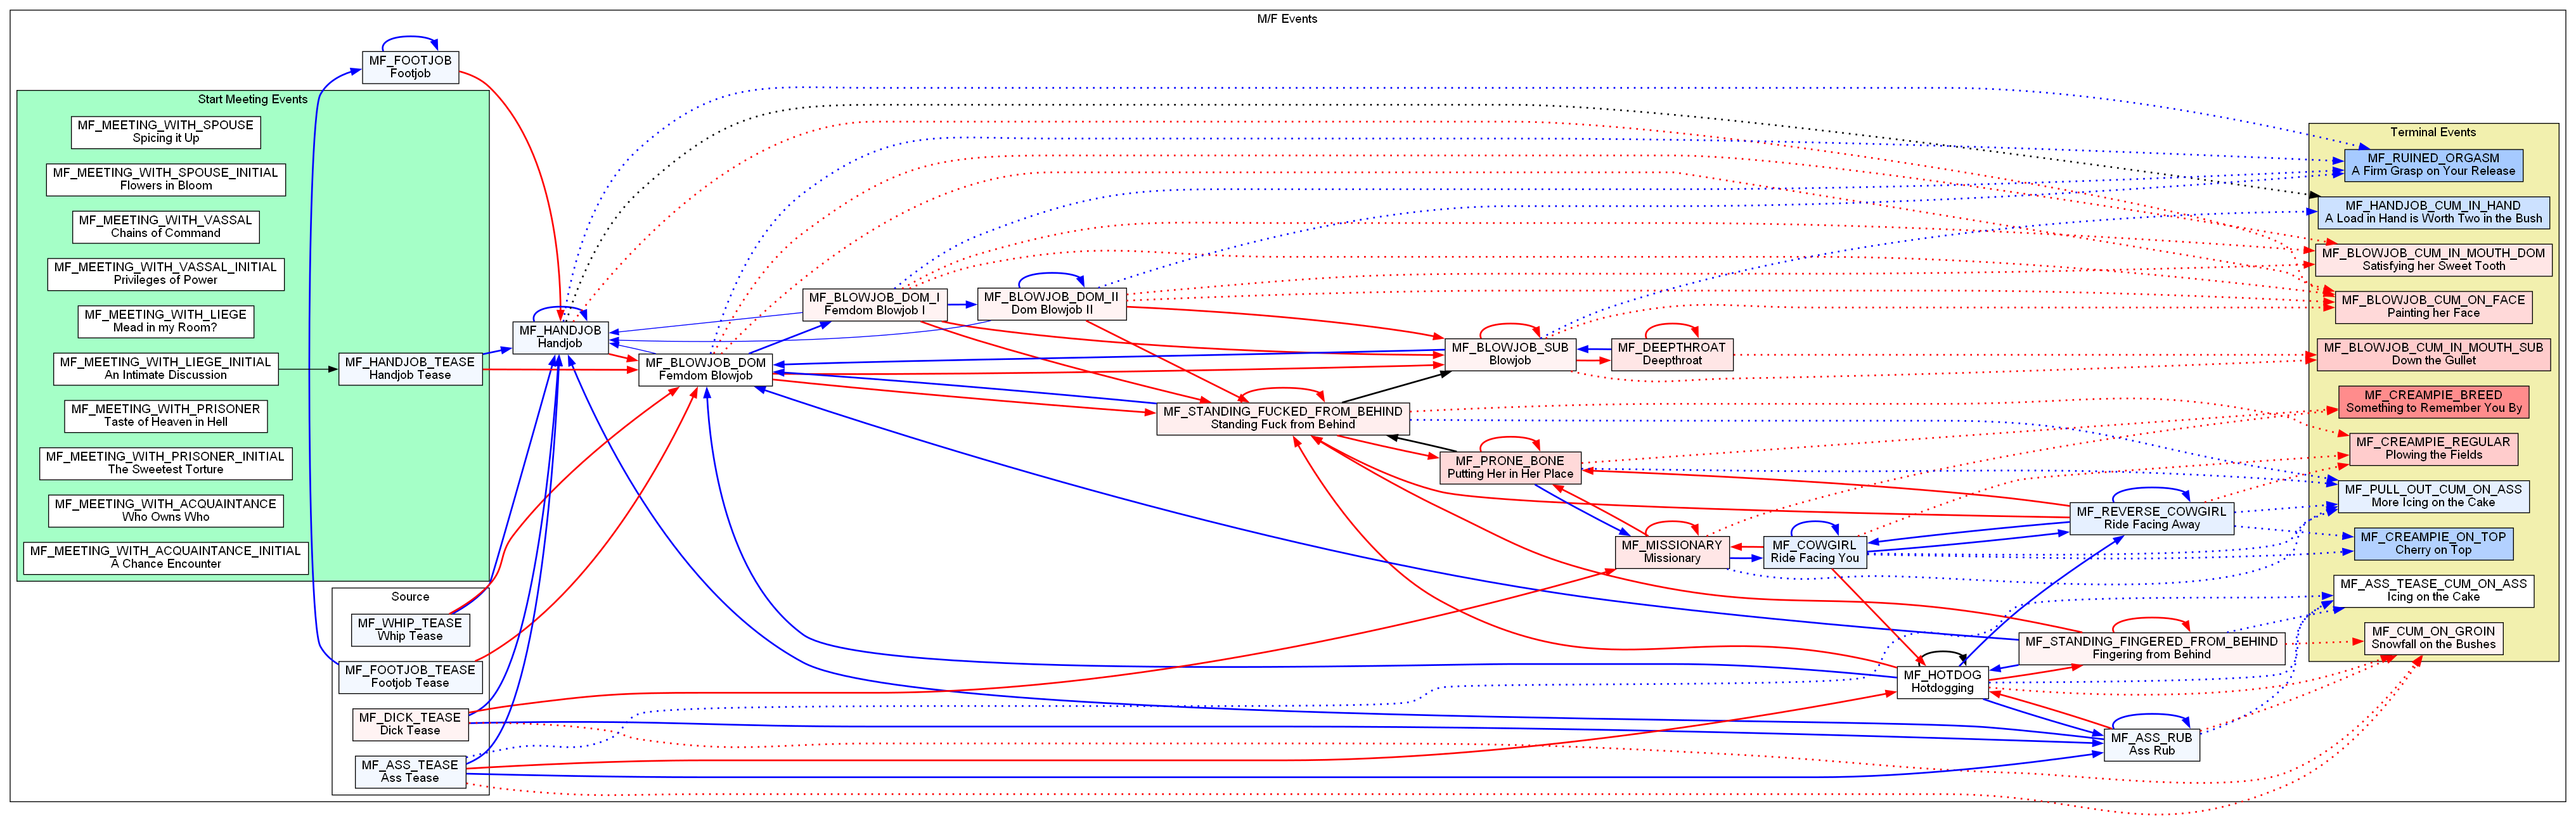 M/F Events
MF_FOOTJOB
Footjob
Start Meeting Events
MF_MEETING_WITH_SPOUSE
Spicing it Up
MF_MEETING_WITH_SPOUSE_INITIAL
Flowers in Bloom
MF_MEETING_WITH_VASSAL
Chains of Command
MF_MEETING_WITH_VASSAL_INITIAL
Privileges of Power
MF_MEETING_WITH_LIEGE
Mead in my Room?
MF_MEETING_WITH_LIEGE_INITIAL
An Intimate Discussion
MF_MEETING_WITH_PRISONER
Taste of Heaven in Hell
MF_MEETING_WITH_PRISONER_INITIAL
The Sweetest Torture
MF_MEETING_WITH_ACQUAINTANCE
Who Owns Who
MF_MEETING_WITH_ACQUAINTANCE_INITIAL
A Chance Encounter
MF_HANDJOB_TEASE
Handjob Tease
Source
MF_WHIP_TEASE
Whip Tease
MF_FOOTJOB_TEASE
Footjob Tease
MF_DICK_TEASE
Dick Tease
MF_ASS_TEASE
Ass Tease
MF_HANDJOB
Handjob
MF_BLOWJOB_DOM
Femdom Blowjob
MF_BLOWJOB_DOM_I
Femdom Blowjob I
MF_BLOWJOB_DOM_II
Dom Blowjob II
MF_STANDING_FUCKED_FROM_BEHIND
Standing Fuck from Behind
MF_BLOWJOB_SUB
Blowjob
MF_DEEPTHROAT
Deepthroat
MF_PRONE_BONE
Putting Her in Her Place
MF_MISSIONARY
Missionary
MF_COWGIRL
Ride Facing You
MF_REVERSE_COWGIRL
Ride Facing Away
MF_STANDING_FINGERED_FROM_BEHIND
Fingering from Behind
MF_HOTDOG
Hotdogging
MF_ASS_RUB
Ass Rub
Terminal Events
MF_RUINED_ORGASM
A Firm Grasp on Your Release
MF_HANDJOB_CUM_IN_HAND
A Load in Hand is Worth Two in the Bush
MF_BLOWJOB_CUM_IN_MOUTH_DOM
Satisfying her Sweet Tooth
MF_BLOWJOB_CUM_ON_FACE
Painting her Face
MF_BLOWJOB_CUM_IN_MOUTH_SUB
Down the Gullet
MF_CREAMPIE_BREED
Something to Remember You By
MF_CREAMPIE_REGULAR
Plowing the Fields
MF_PULL_OUT_CUM_ON_ASS
More Icing on the Cake
MF_CREAMPIE_ON_TOP
Cherry on Top
MF_ASS_TEASE_CUM_ON_ASS
Icing on the Cake
MF_CUM_ON_GROIN
Snowfall on the Bushes